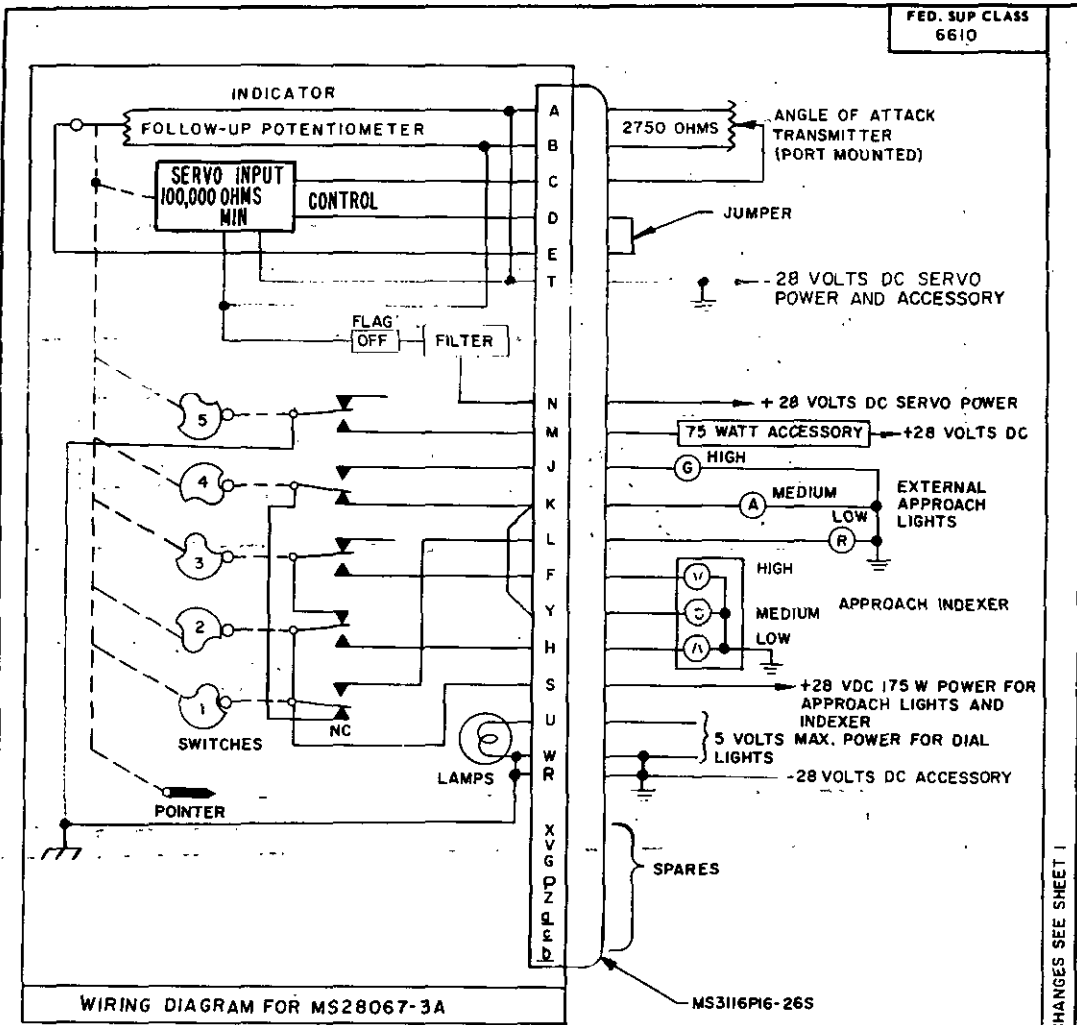 FED. SUP CLASS
6610
INDICATOR
FOLLOW-UP POTENTIOMETER
SERVO INPUT
100,000 OHMS
MIN
CONTROL
FLAG
OFF
FILTER
5
4
3
2
1
SWITCHES
NC
LAMPS
POINTER
A
B
C
D
E
T
N
M
J
K
L
F
Y
H
S
U
W
R
X
V
G
P
Z
a
c
b
2750 OHMS
ANGLE OF ATTACK
TRANSMITTER
(PORT MOUNTED)
JUMPER
- 28 VOLTS DC SERVO
POWER AND ACCESSORY
+ 28 VOLTS DC SERVO POWER
75 WATT ACCESSORY
+28 VOLTS DC
G
HIGH
A
MEDIUM
R
LOW
EXTERNAL
APPROACH
LIGHTS
HIGH
MEDIUM
LOW
APPROACH INDEXER
+28 VDC 175 W POWER FOR
APPROACH LIGHTS AND
INDEXER
5 VOLTS MAX. POWER FOR DIAL
LIGHTS
-28 VOLTS DC ACCESSORY
SPARES
MS3116P16-26S
WIRING DIAGRAM FOR MS28067-3A
CHANGES SEE SHEET 1